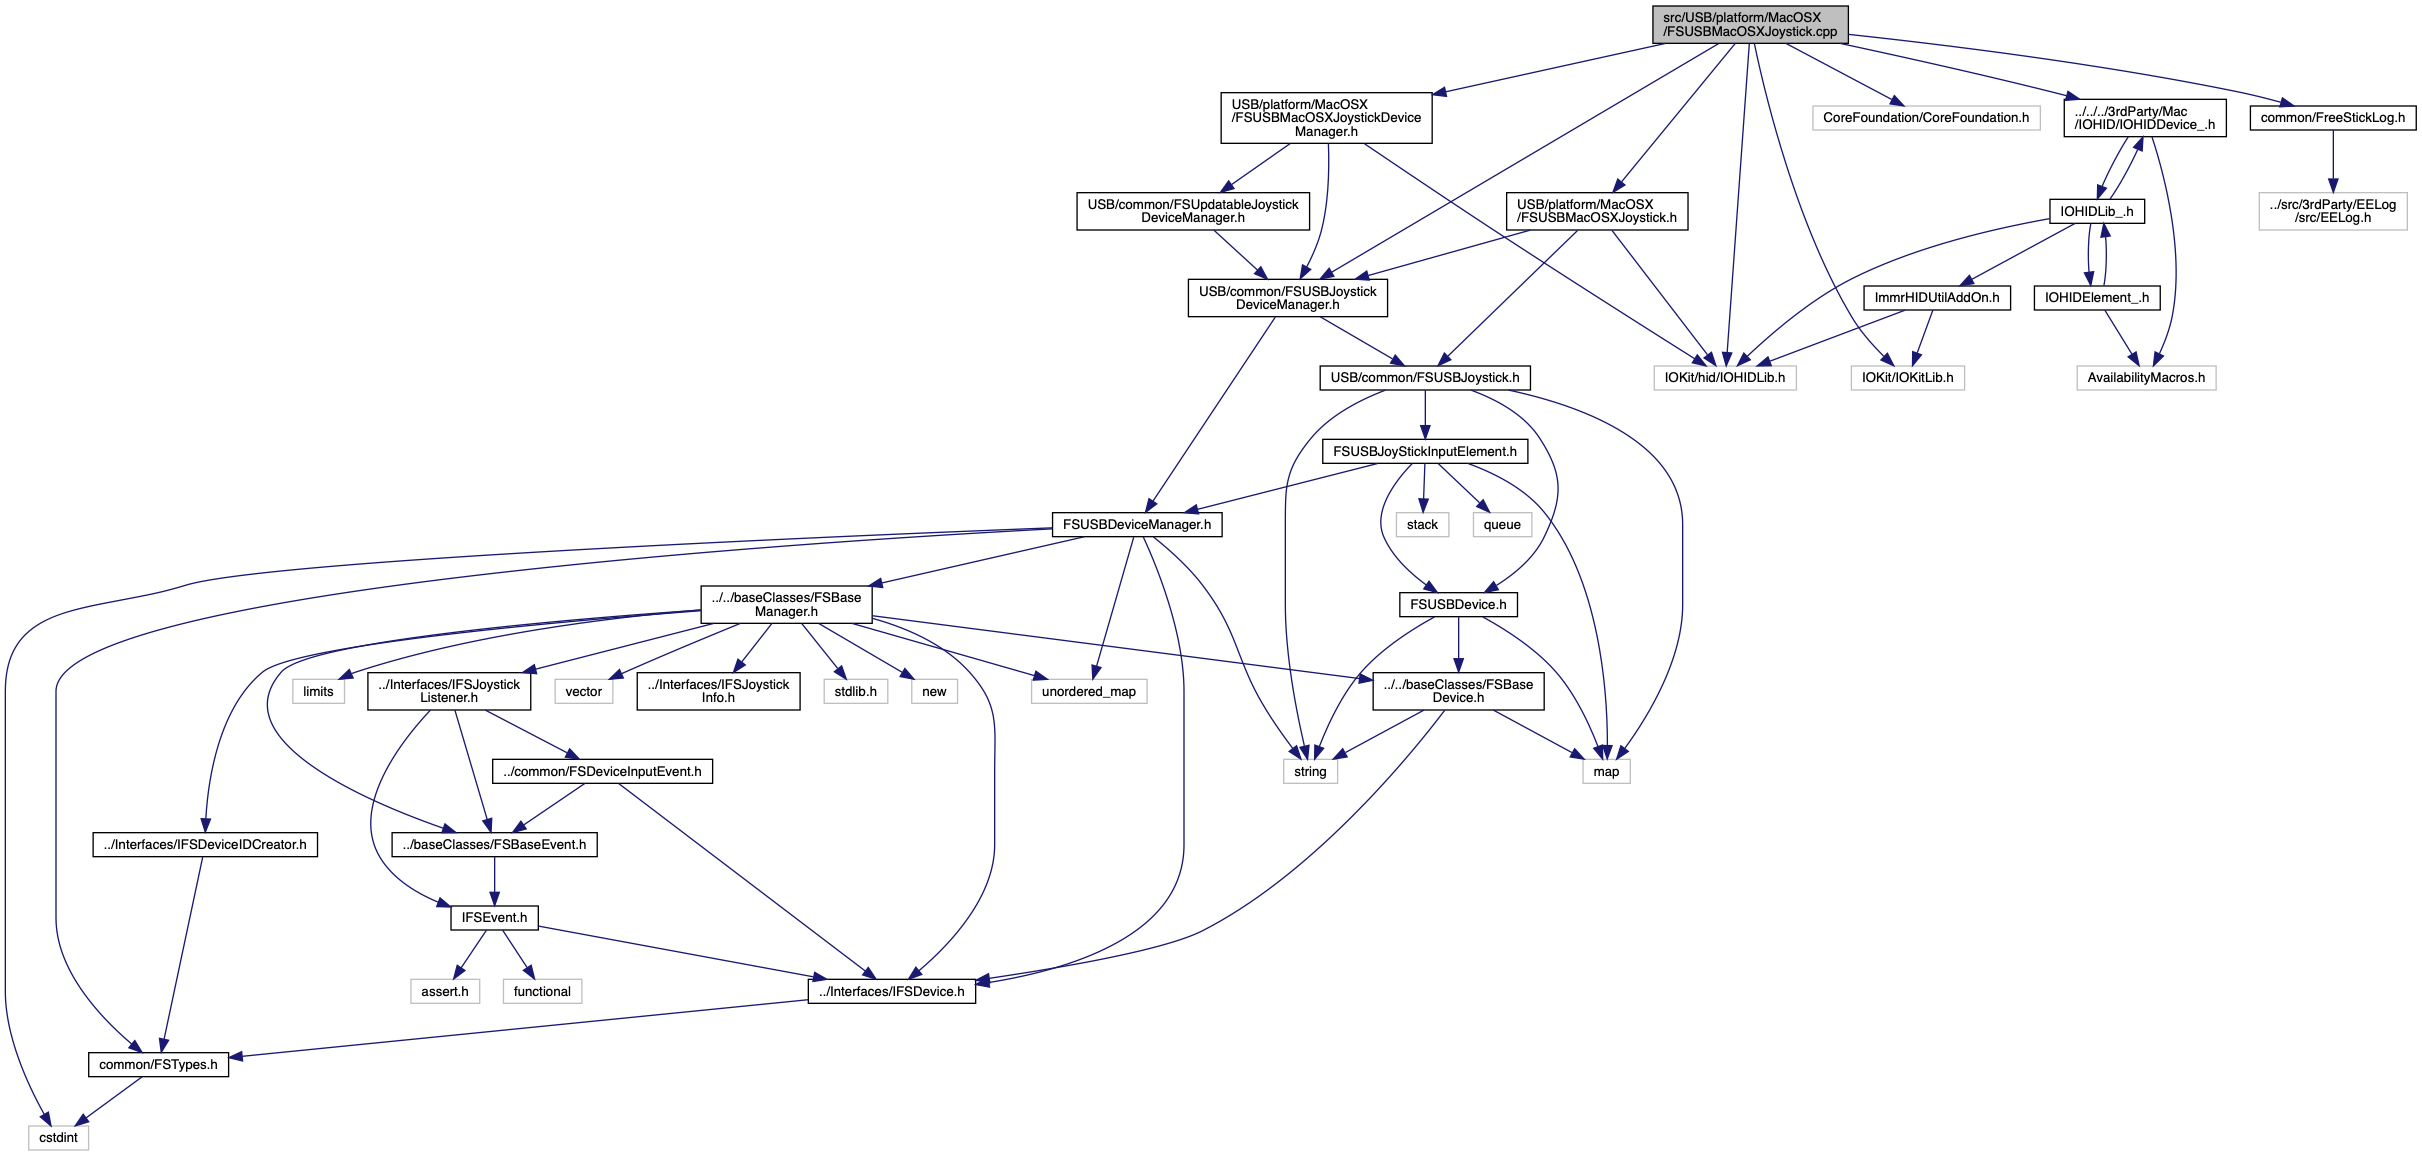 src/USB/platform/MacOSX
/FSUSBMacOSXJoystick.cpp
USB/platform/MacOSX
/FSUSBMacOSXJoystickDevice
Manager.h
CoreFoundation/CoreFoundation.h
../../../3rdParty/Mac
/IOHID/IOHIDDevice_.h
common/FreeStickLog.h
USB/common/FSUpdatableJoystick
DeviceManager.h
USB/platform/MacOSX
/FSUSBMacOSXJoystick.h
IOHIDLib_.h
../src/3rdParty/EELog
/src/EELog.h
USB/common/FSUSBJoystick
DeviceManager.h
ImmrHIDUtilAddOn.h
IOHIDElement_.h
USB/common/FSUSBJoystick.h
IOKit/hid/IOHIDLib.h
IOKit/IOKitLib.h
AvailabilityMacros.h
FSUSBJoyStickInputElement.h
FSUSBDeviceManager.h
stack
queue
../../baseClasses/FSBase
Manager.h
FSUSBDevice.h
limits
../Interfaces/IFSJoystick
Listener.h
vector
../Interfaces/IFSJoystick
Info.h
stdlib.h
new
unordered_map
../../baseClasses/FSBase
Device.h
../common/FSDeviceInputEvent.h
string
map
../Interfaces/IFSDeviceIDCreator.h
../baseClasses/FSBaseEvent.h
IFSEvent.h
assert.h
functional
../Interfaces/IFSDevice.h
common/FSTypes.h
cstdint